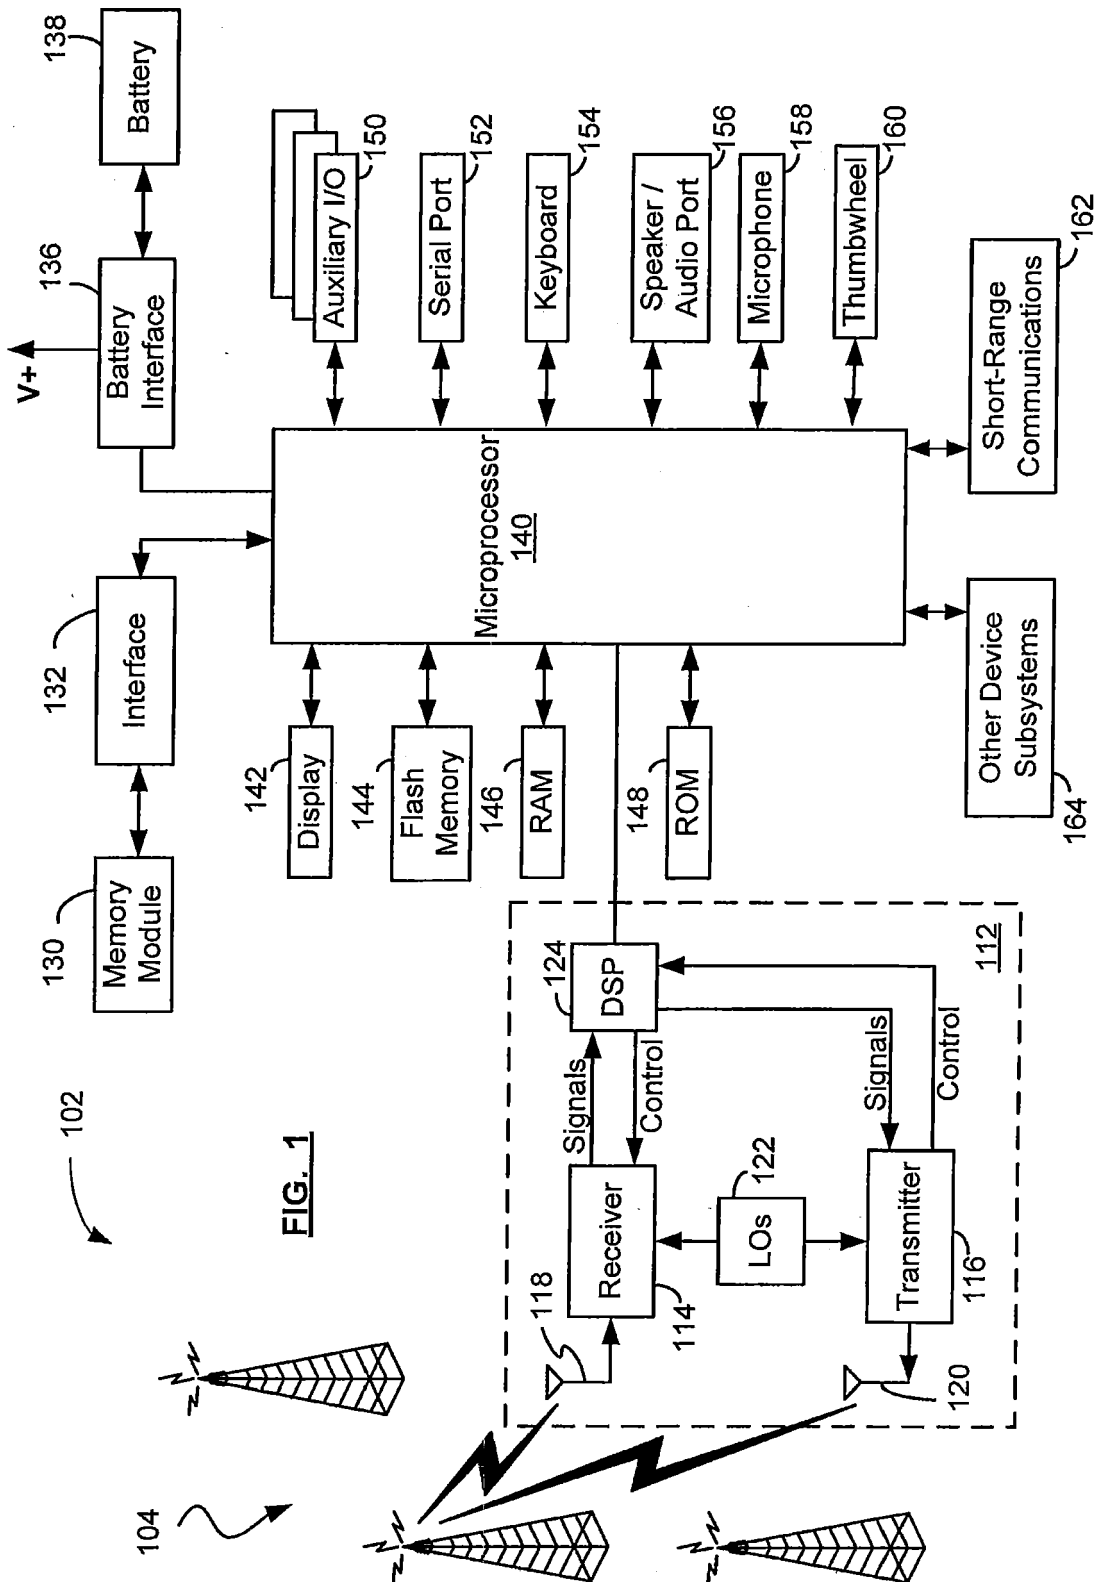 138
Battery
136
Battery
Interface
V+
132
Interface
130
Memory
Module
Auxiliary I/O
150
Serial Port
152
Keyboard
154
Speaker /
Audio Port
156
Microphone
158
Thumbwheel
160
Short-Range
Communications
162
Microprocessor
140
142
Display
144
Flash
Memory
146
RAM
148
ROM
Other Device
Subsystems
164
112
124
DSP
Signals
Control
Signals
Control
Receiver
114
118
122
LOs
Transmitter
116
120
102
FIG. 1
104